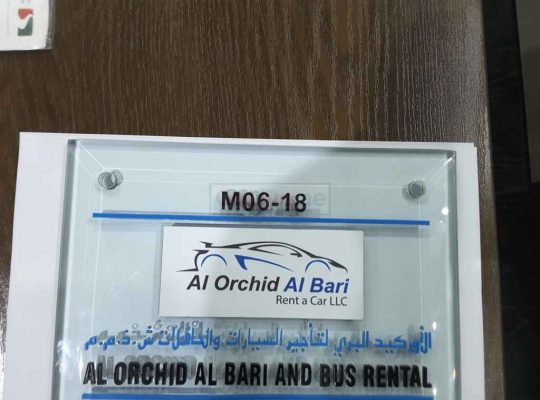 M06-18
Al Orchid Al Bari
Rent a Car LLC
الأوركيد البري لتأجير السيارات والحافلات ش.ذ.م.م
AL ORCHID AL BARI AND BUS RENTAL